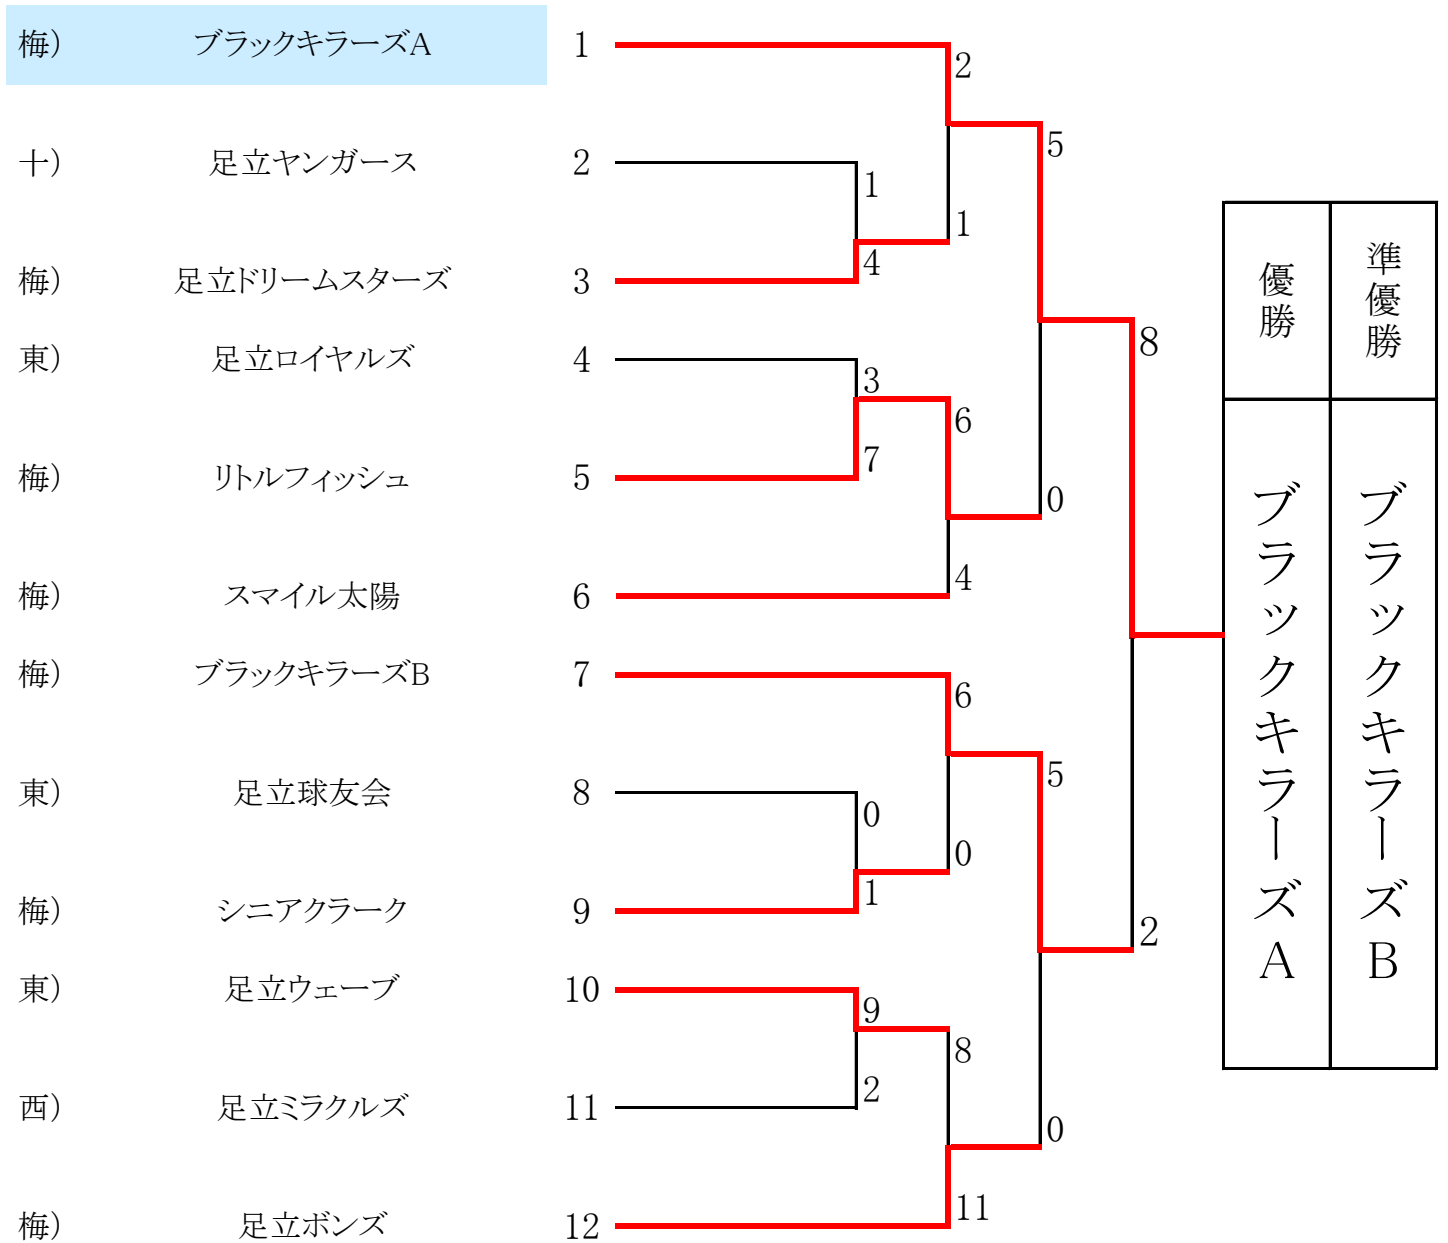 梅） ブラックキラーズA 1
2
5
十） 足立ヤンガース 2
1
1
梅） 足立ドリームスターズ 3
4
東） 足立ロイヤルズ 4
3
8
6
梅） リトルフィッシュ 5
7
0
梅） スマイル太陽 6
4
梅） ブラックキラーズB 7
6
5
東） 足立球友会 8
0
0
梅） シニアクラーク 9
1
2
東） 足立ウェーブ 10
9
8
西） 足立ミラクルズ 11
2
0
梅） 足立ボンズ 12
11
優勝
ブラックキラーズA
準優勝
ブラックキラーズB